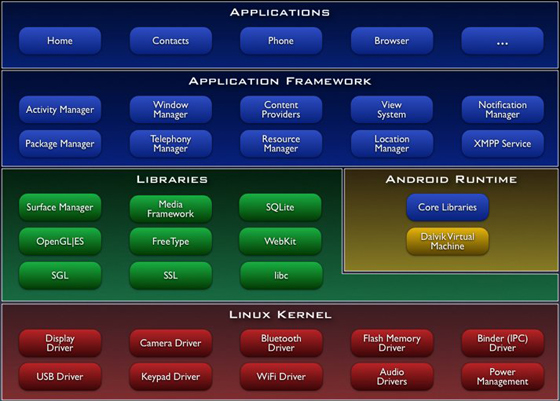 APPLICATIONS
Home
Contacts
Phone
Browser
...
APPLICATION FRAMEWORK
Activity Manager
Window
Manager
Content
Providers
View
System
Notification
Manager
Package Manager
Telephony
Manager
Resource
Manager
Location
Manager
XMPP Service
LIBRARIES
Surface Manager
Media
Framework
SQLite
OpenGL|ES
FreeType
WebKit
SGL
SSL
libc
ANDROID RUNTIME
Core Libraries
Dalvik Virtual
Machine
LINUX KERNEL
Display
Driver
Camera Driver
Bluetooth
Driver
Flash Memory
Driver
Binder (IPC)
Driver
USB Driver
Keypad Driver
WiFi Driver
Audio
Drivers
Power
Management